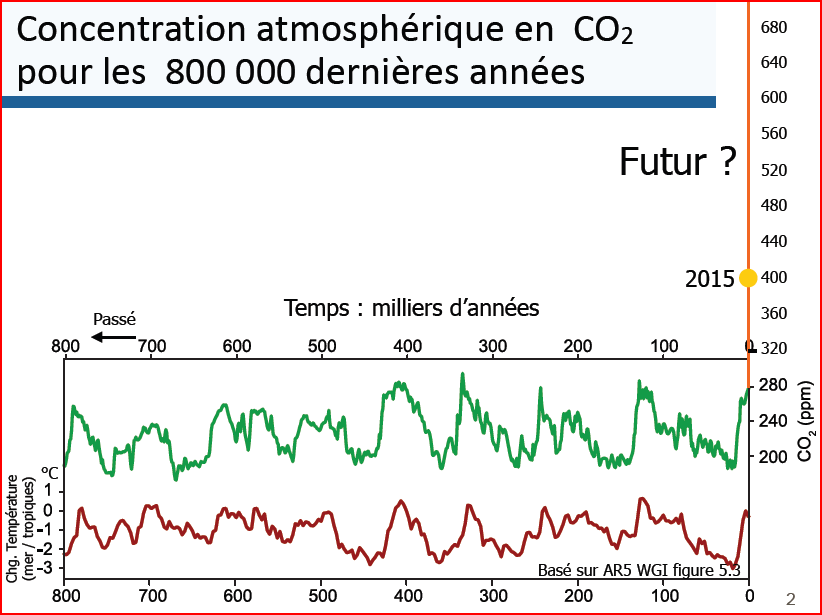 Concentration atmosphérique en CO2
pour les 800 000 dernières années
680
640
600
560
Futur ?
520
480
440
2015
400
Temps : milliers d’années
360
Passé
800 700 600 500 400 300 200 100 0
320
280
240
200
CO2 (ppm)
°C
1
0
-1
-2
-3
Chg. Température
(mer / tropiques)
Basé sur AR5 WGI figure 5.3
800 700 600 500 400 300 200 100 0
2